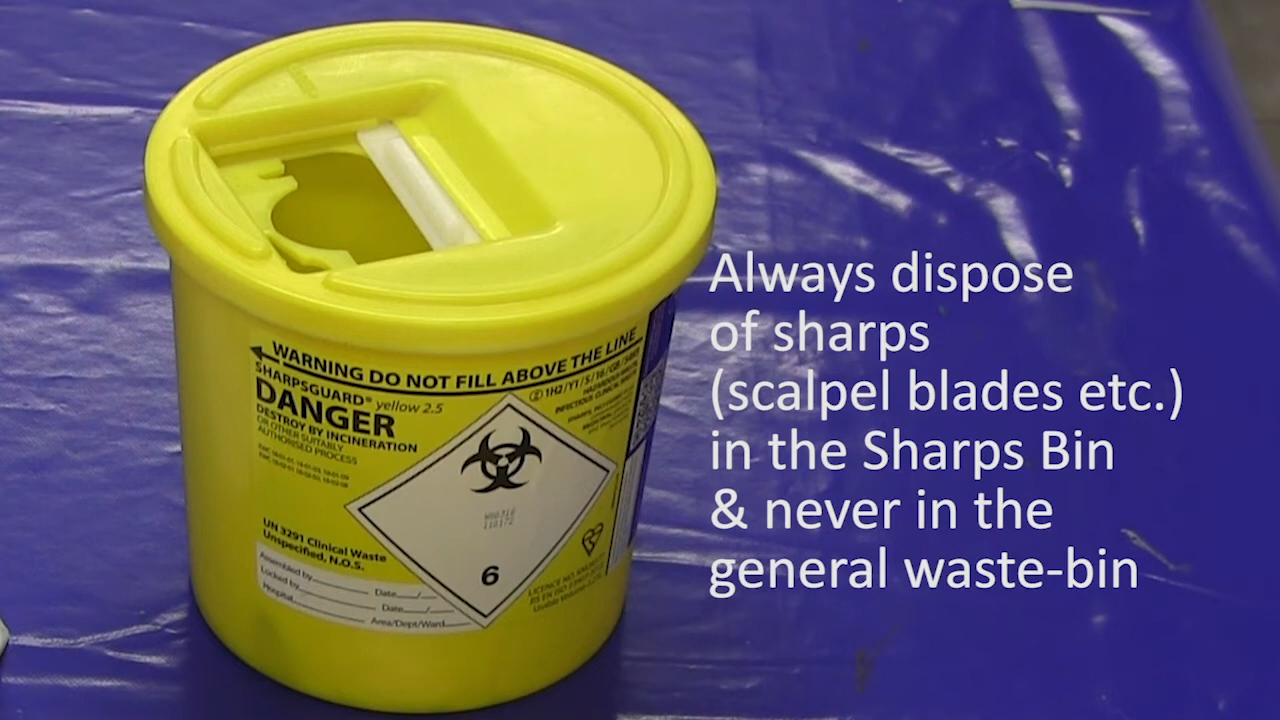 WARNING DO NOT FILL ABOVE THE LINE
SHARPSGUARD® yellow 2.5
DANGER
DESTROY BY INCINERATION
OR OTHER SUITABLY
AUTHORISED PROCESS
UN 3291 Clinical Waste
Unspecified, N.O.S.
Assembled by Date / /
Locked by Date / /
Hospital Area/Dept/Ward
6
Always dispose
of sharps
(scalpel blades etc.)
in the Sharps Bin
& never in the
general waste-bin